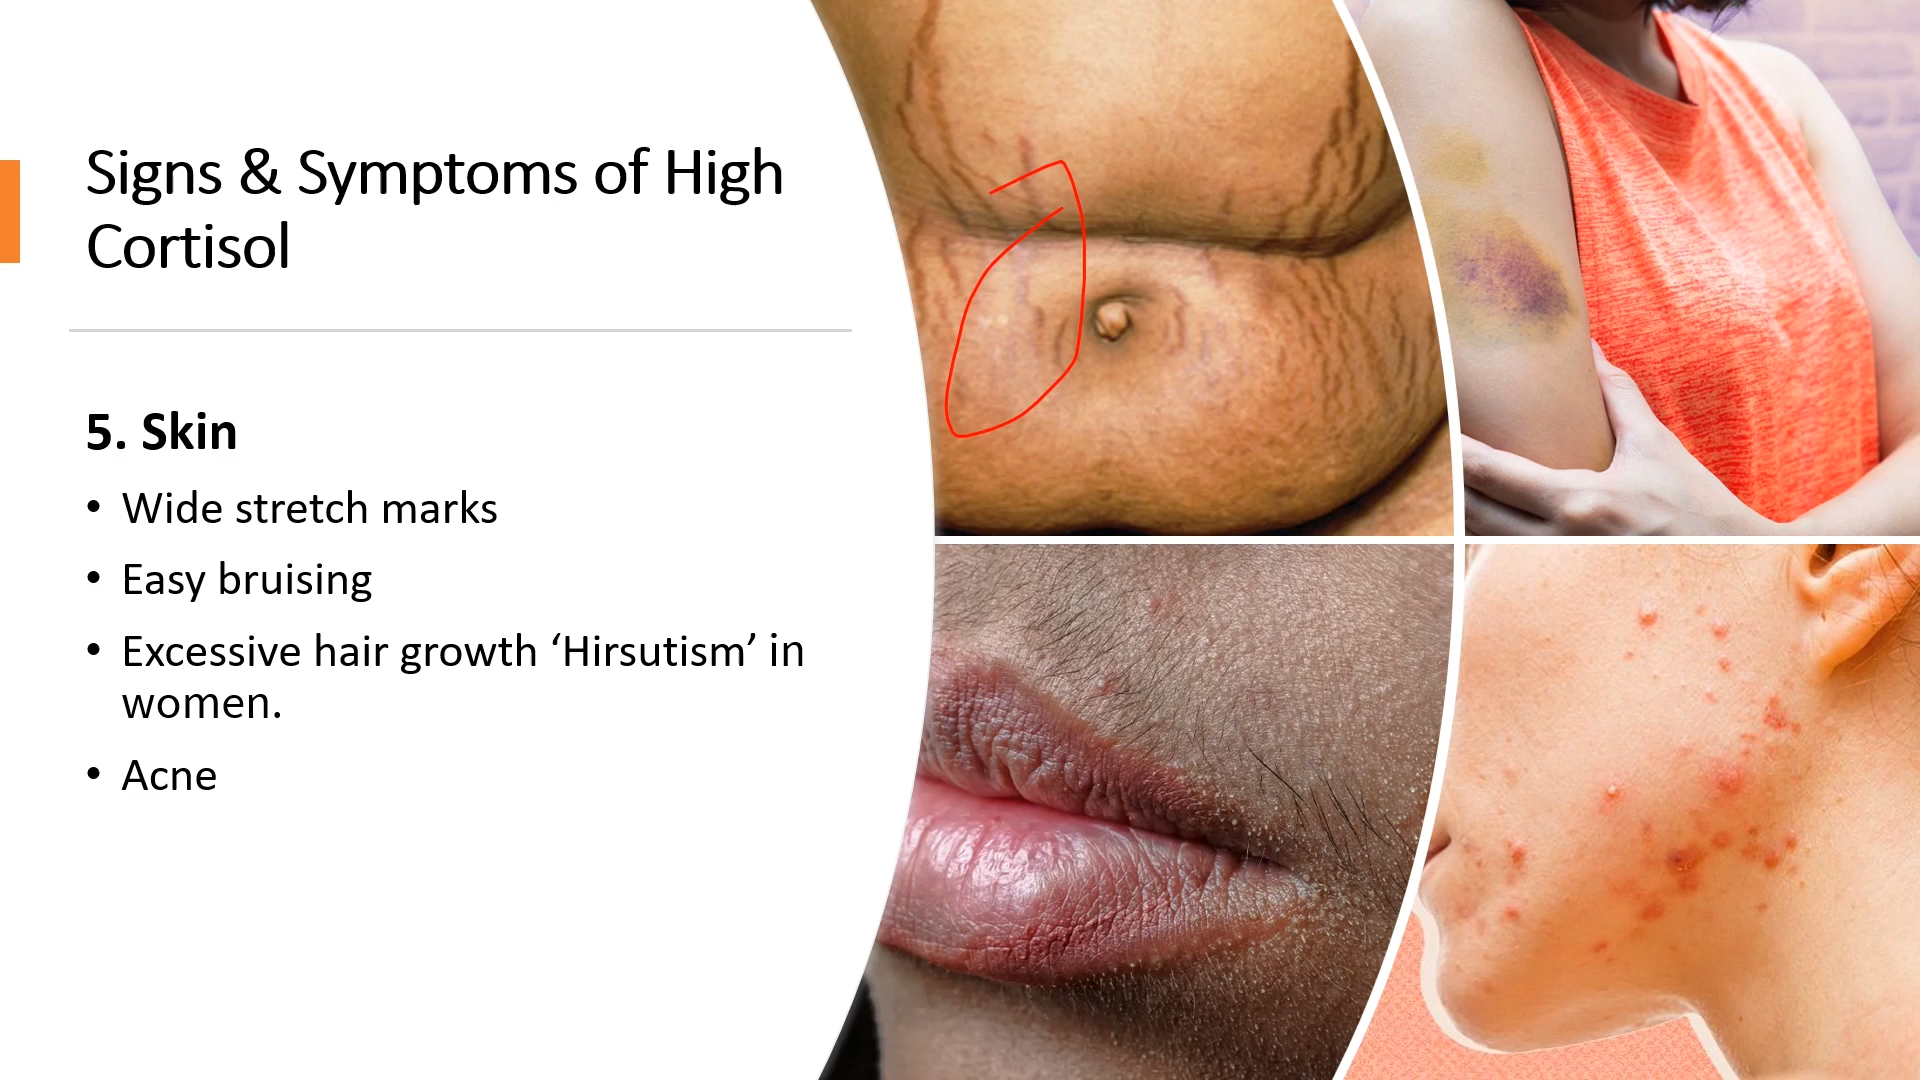 Signs & Symptoms of High
Cortisol
5. Skin
• Wide stretch marks
• Easy bruising
• Excessive hair growth ‘Hirsutism’ in
women.
• Acne